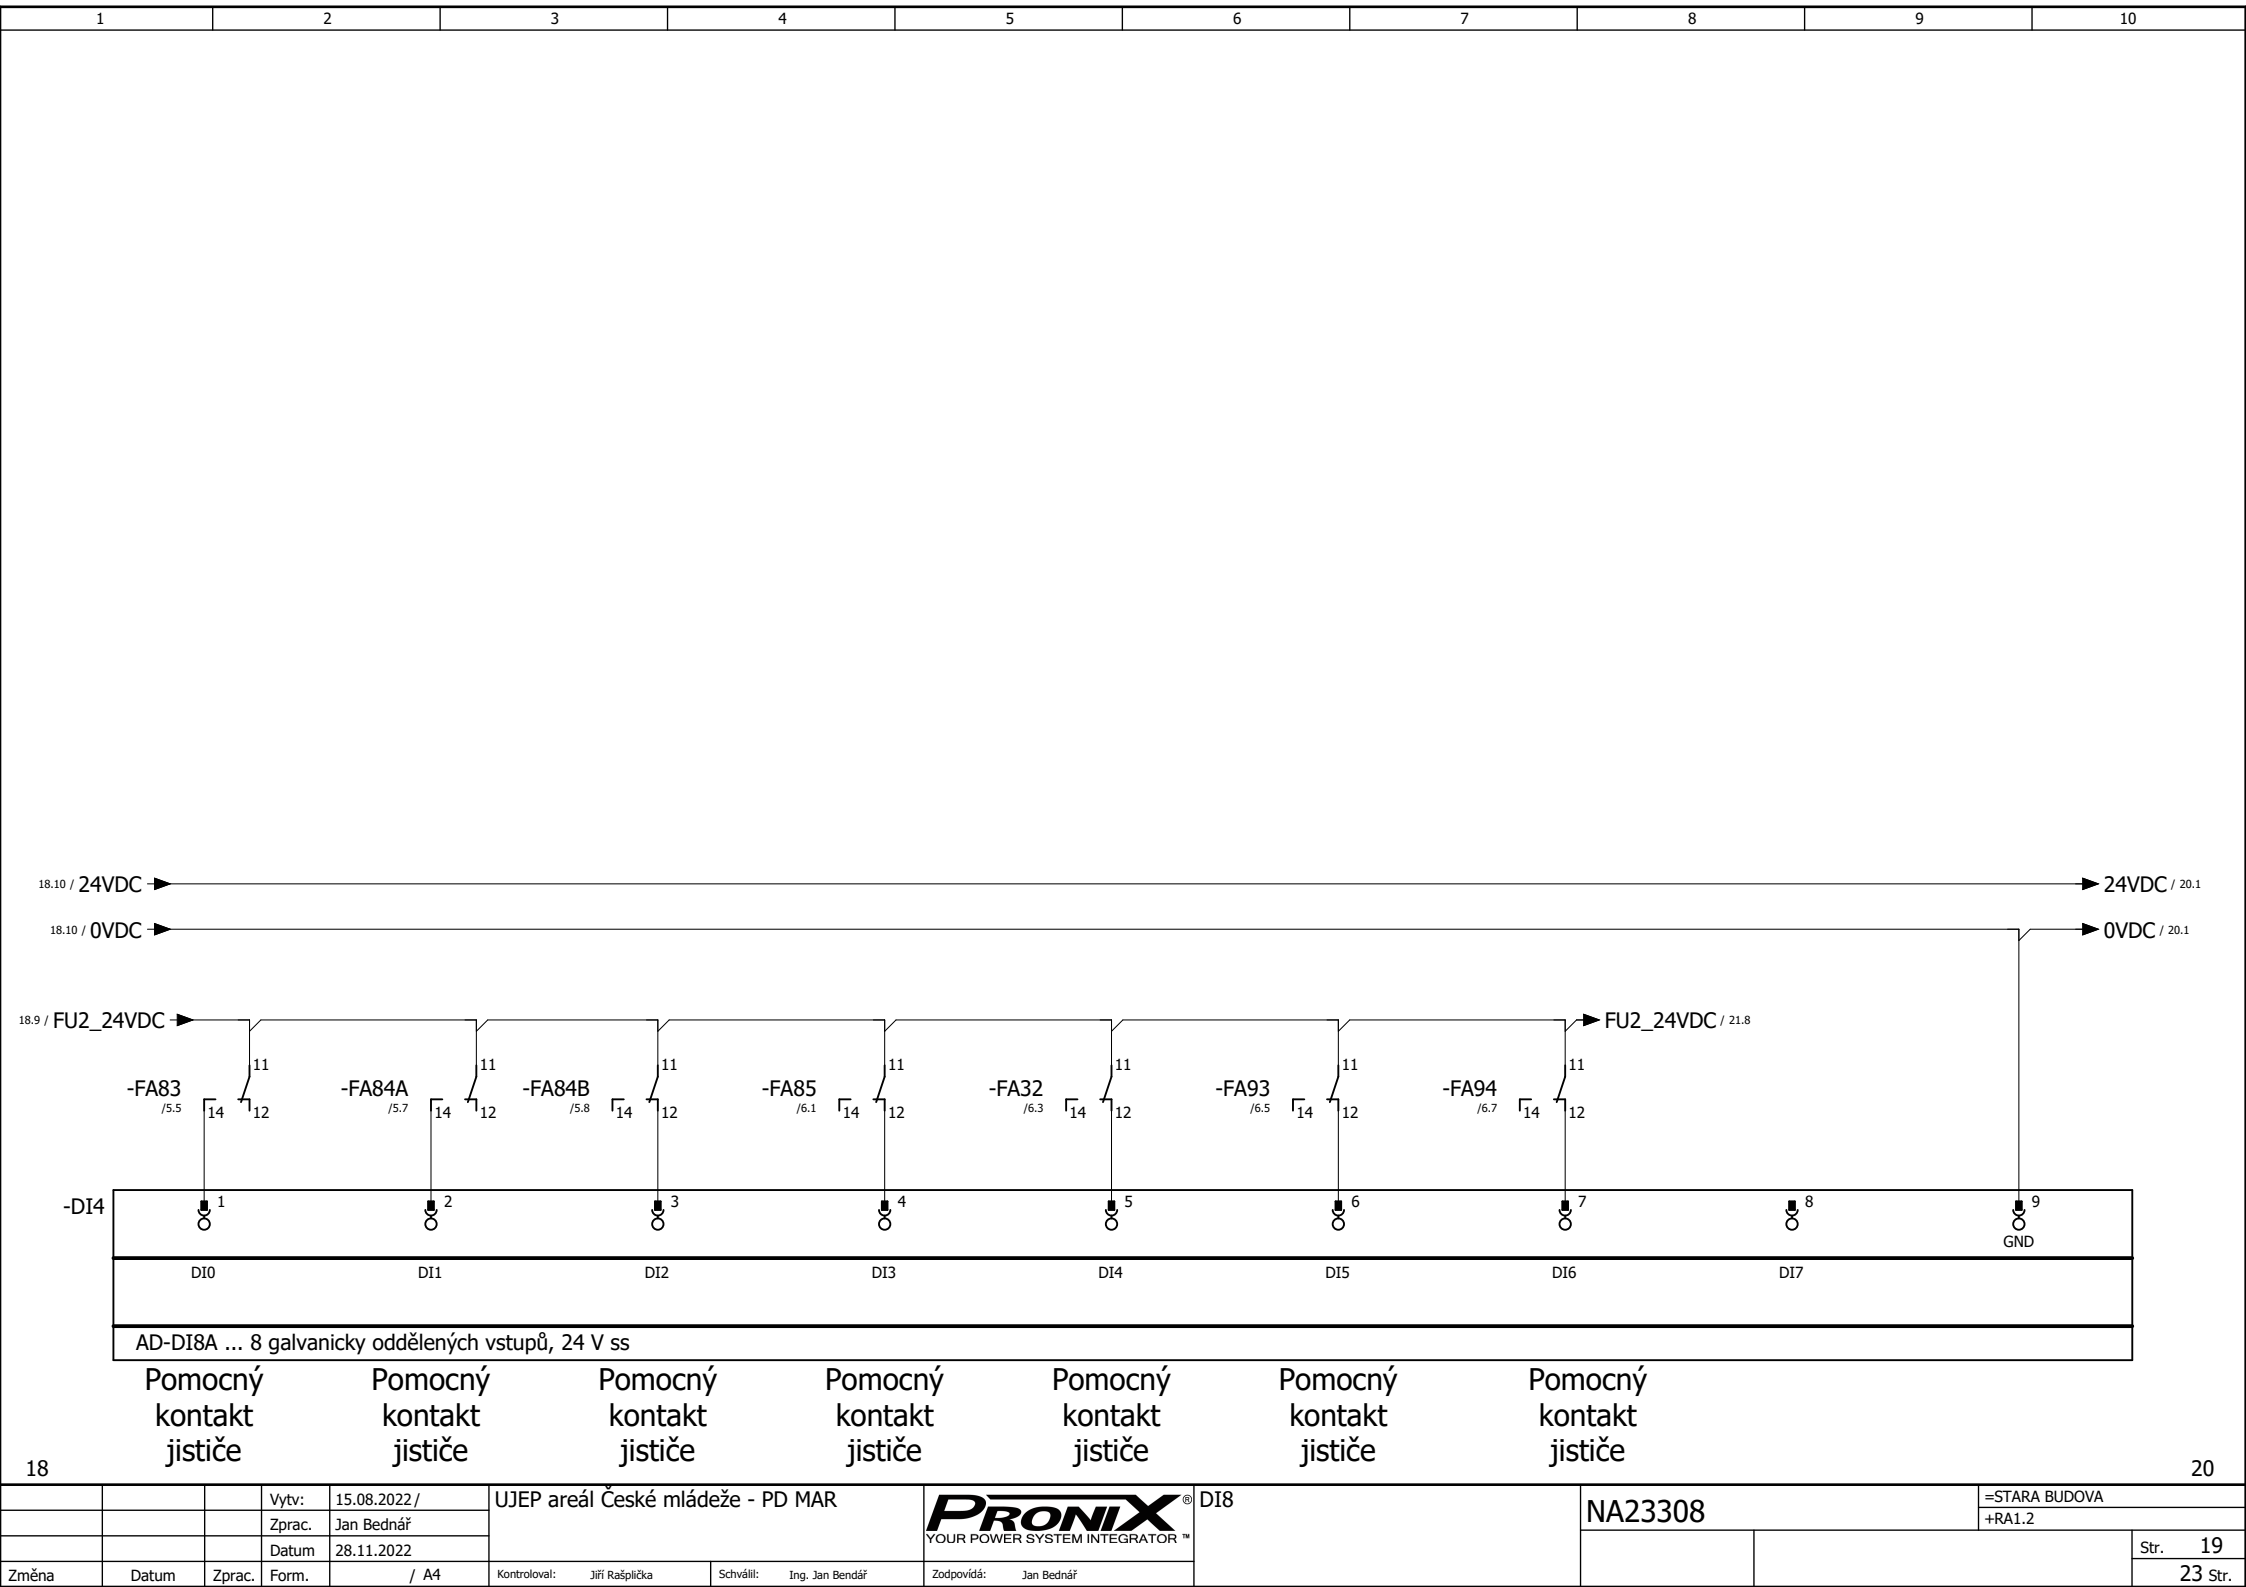 1 2 3 4 5 6 7 8 9 10
18.10 / 24VDC 24VDC / 20.1
18.10 / 0VDC 0VDC / 20.1
18.9 / FU2_24VDC FU2_24VDC / 21.8
11 11 11 11 11 11 11
-FA83 -FA84A -FA84B -FA85 -FA32 -FA93 -FA94
/5.5 /5.7 /5.8 /6.1 /6.3 /6.5 /6.7
14 12 14 12 14 12 14 12 14 12 14 12 14 12
-DI4 1 2 3 4 5 6 7 8 9
GND
DI0 DI1 DI2 DI3 DI4 DI5 DI6 DI7
AD-DI8A ... 8 galvanicky oddělených vstupů, 24 V ss
Pomocný Pomocný Pomocný Pomocný Pomocný Pomocný Pomocný
kontakt kontakt kontakt kontakt kontakt kontakt kontakt
jističe jističe jističe jističe jističe jističe jističe
18 20
Vytv: 15.08.2022 /
Zprac. Jan Bednář
Datum 28.11.2022
Změna Datum Zprac. Form. / A4
UJEP areál České mládeže - PD MAR
Kontroloval: Jiří Rašplička Schválil: Ing. Jan Bendář
PRONIX ®
YOUR POWER SYSTEM INTEGRATOR ™
Zodpovídá: Jan Bednář
DI8
NA23308
=STARA BUDOVA
+RA1.2
Str. 19
23 Str.